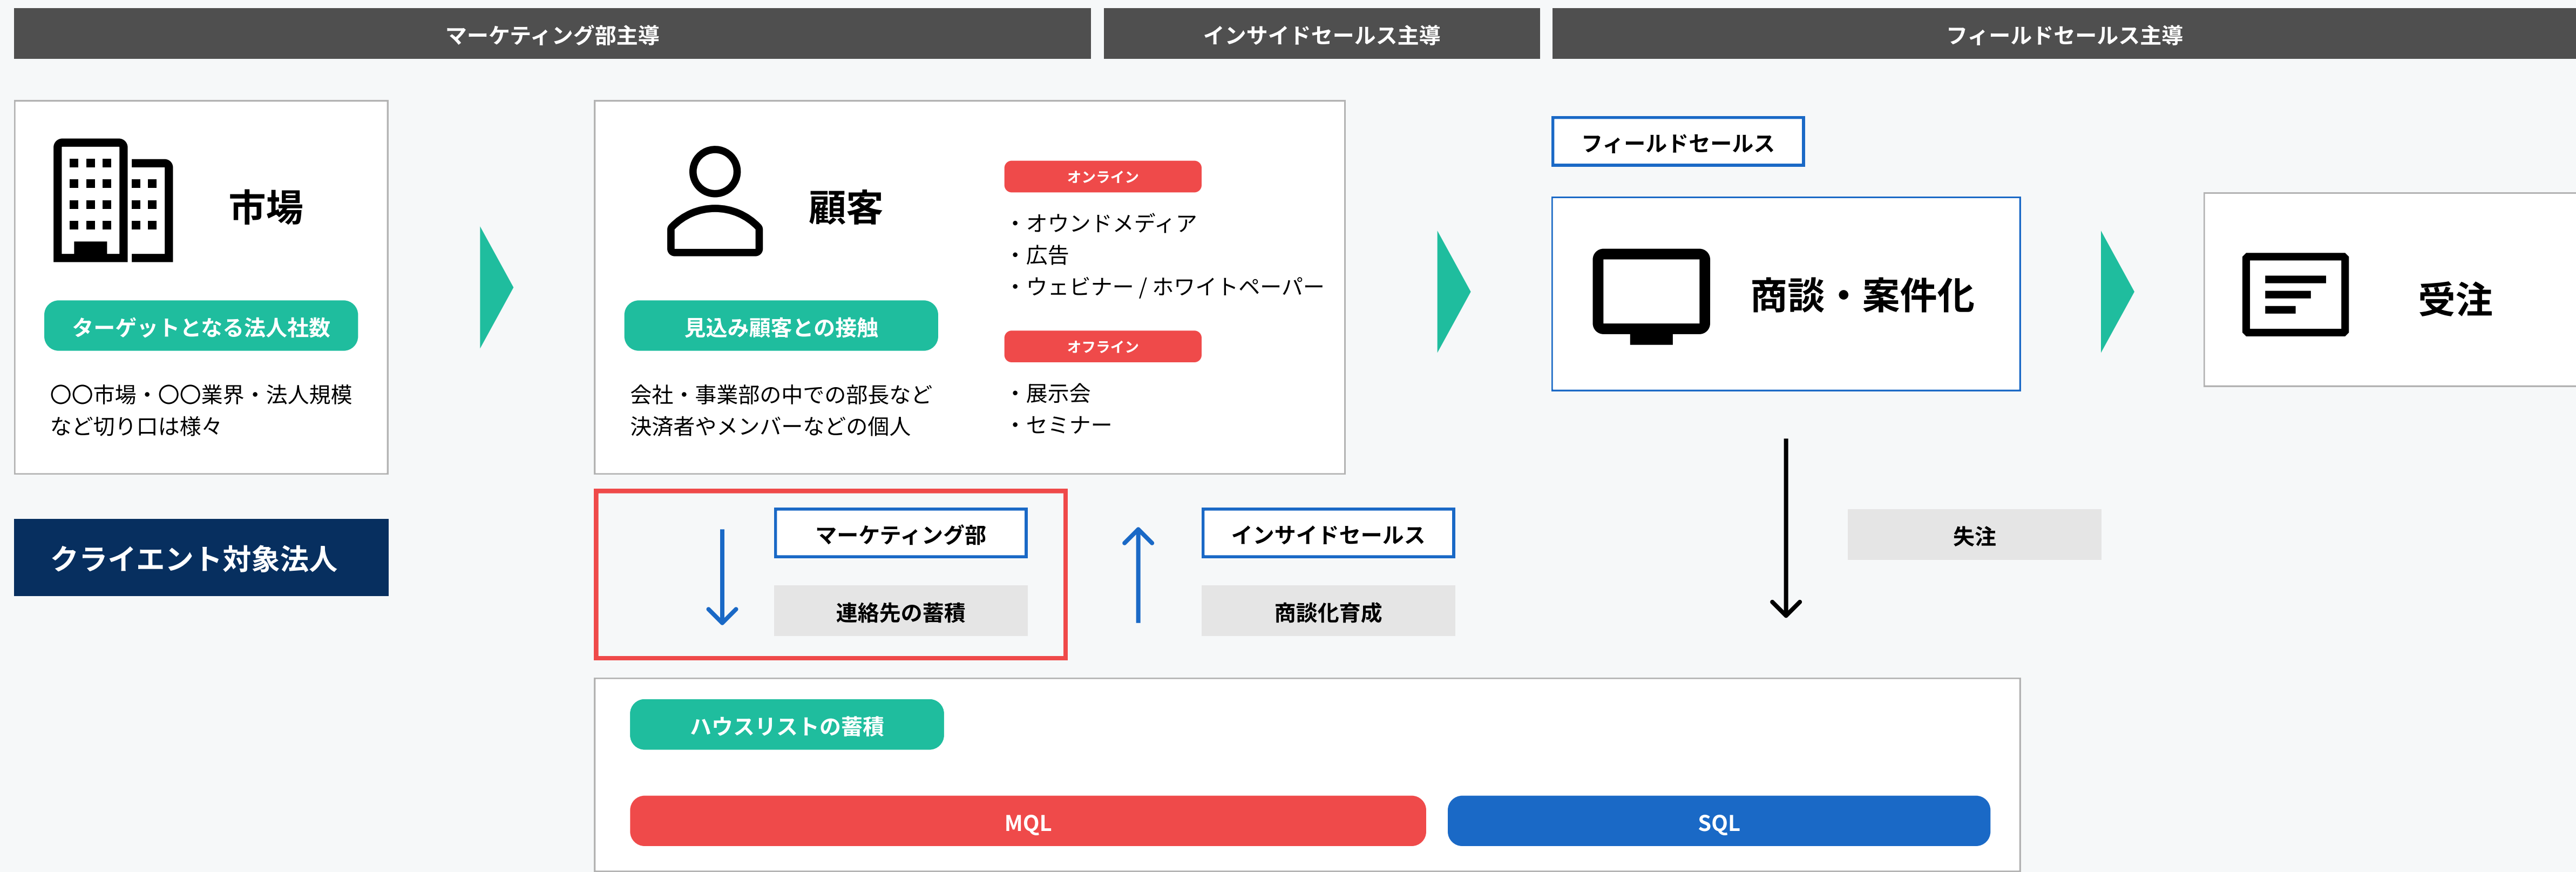 マーケティング部主導
インサイドセールス主導
フィールドセールス主導
市場
ターゲットとなる法人社数
〇〇市場・〇〇業界・法人規模
など切り口は様々
クライエント対象法人
顧客
見込み顧客との接触
会社・事業部の中での部長など
決済者やメンバーなどの個人
オンライン
・オウンドメディア
・広告
・ウェビナー / ホワイトペーパー
オフライン
・展示会
・セミナー
フィールドセールス
商談・案件化
受注
マーケティング部
連絡先の蓄積
インサイドセールス
商談化育成
失注
ハウスリストの蓄積
MQL
SQL